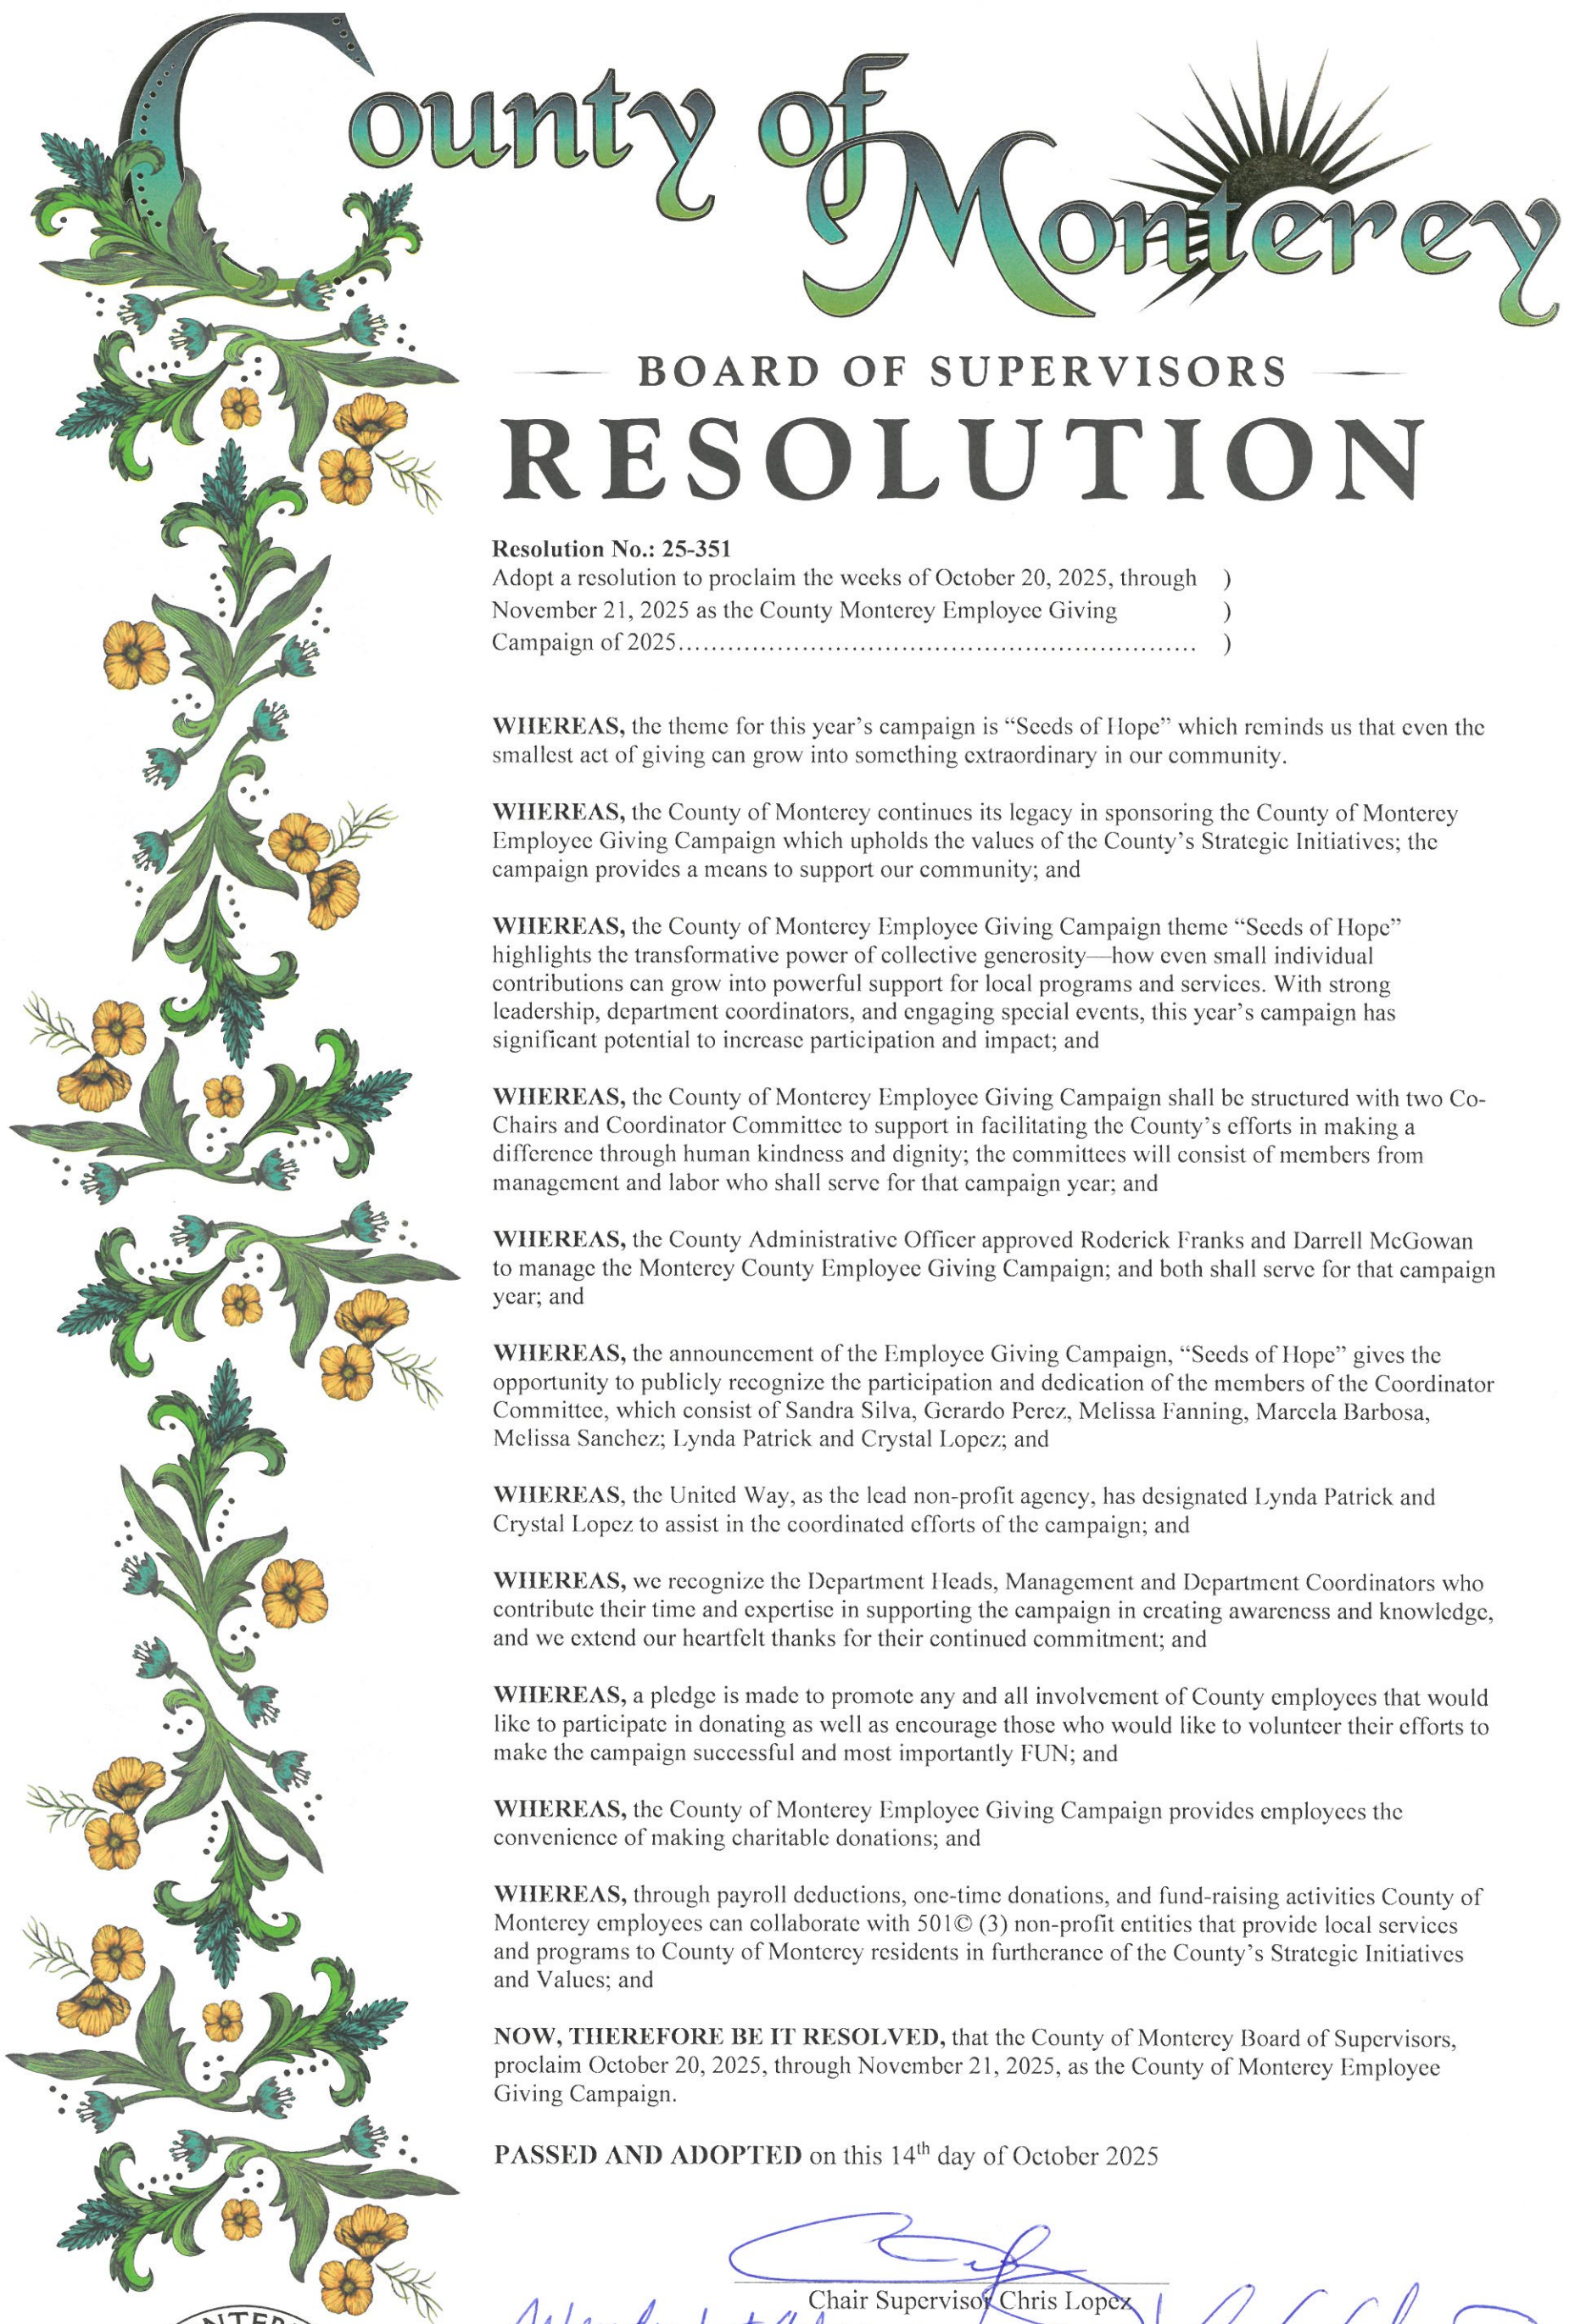 County of
Monterey
BOARD OF SUPERVISORS
RESOLUTION
Resolution No.: 25-351
Adopt a resolution to proclaim the weeks of October 20, 2025, through )
November 21, 2025 as the County Monterey Employee Giving )
Campaign of 2025............................................................... )
WHEREAS, the theme for this year's campaign is “Seeds of Hope” which reminds us that even the
smallest act of giving can grow into something extraordinary in our community.
WHEREAS, the County of Monterey continues its legacy in sponsoring the County of Monterey
Employee Giving Campaign which upholds the values of the County's Strategic Initiatives; the
campaign provides a means to support our community; and
WHEREAS, the County of Monterey Employee Giving Campaign theme “Seeds of Hope”
highlights the transformative power of collective generosity—how even small individual
contributions can grow into powerful support for local programs and services. With strong
leadership, department coordinators, and engaging special events, this year's campaign has
significant potential to increase participation and impact; and
WHEREAS, the County of Monterey Employee Giving Campaign shall be structured with two Co-
Chairs and Coordinator Committee to support in facilitating the County's efforts in making a
difference through human kindness and dignity; the committees will consist of members from
management and labor who shall serve for that campaign year; and
WHEREAS, the County Administrative Officer approved Roderick Franks and Darrell McGowan
to manage the Monterey County Employee Giving Campaign; and both shall serve for that campaign
year; and
WHEREAS, the announcement of the Employee Giving Campaign, “Seeds of Hope” gives the
opportunity to publicly recognize the participation and dedication of the members of the Coordinator
Committee, which consist of Sandra Silva, Gerardo Perez, Melissa Fanning, Marcela Barbosa,
Melissa Sanchez; Lynda Patrick and Crystal Lopez; and
WHEREAS, the United Way, as the lead non-profit agency, has designated Lynda Patrick and
Crystal Lopez to assist in the coordinated efforts of the campaign; and
WHEREAS, we recognize the Department Heads, Management and Department Coordinators who
contribute their time and expertise in supporting the campaign in creating awareness and knowledge,
and we extend our heartfelt thanks for their continued commitment; and
WHEREAS, a pledge is made to promote any and all involvement of County employees that would
like to participate in donating as well as encourage those who would like to volunteer their efforts to
make the campaign successful and most importantly FUN; and
WHEREAS, the County of Monterey Employee Giving Campaign provides employees the
convenience of making charitable donations; and
WHEREAS, through payroll deductions, one-time donations, and fund-raising activities County of
Monterey employees can collaborate with 501© (3) non-profit entities that provide local services
and programs to County of Monterey residents in furtherance of the County's Strategic Initiatives
and Values; and
NOW, THEREFORE BE IT RESOLVED, that the County of Monterey Board of Supervisors,
proclaim October 20, 2025, through November 21, 2025, as the County of Monterey Employee
Giving Campaign.
PASSED AND ADOPTED on this 14th day of October 2025
Chair Supervisor Chris Lopez